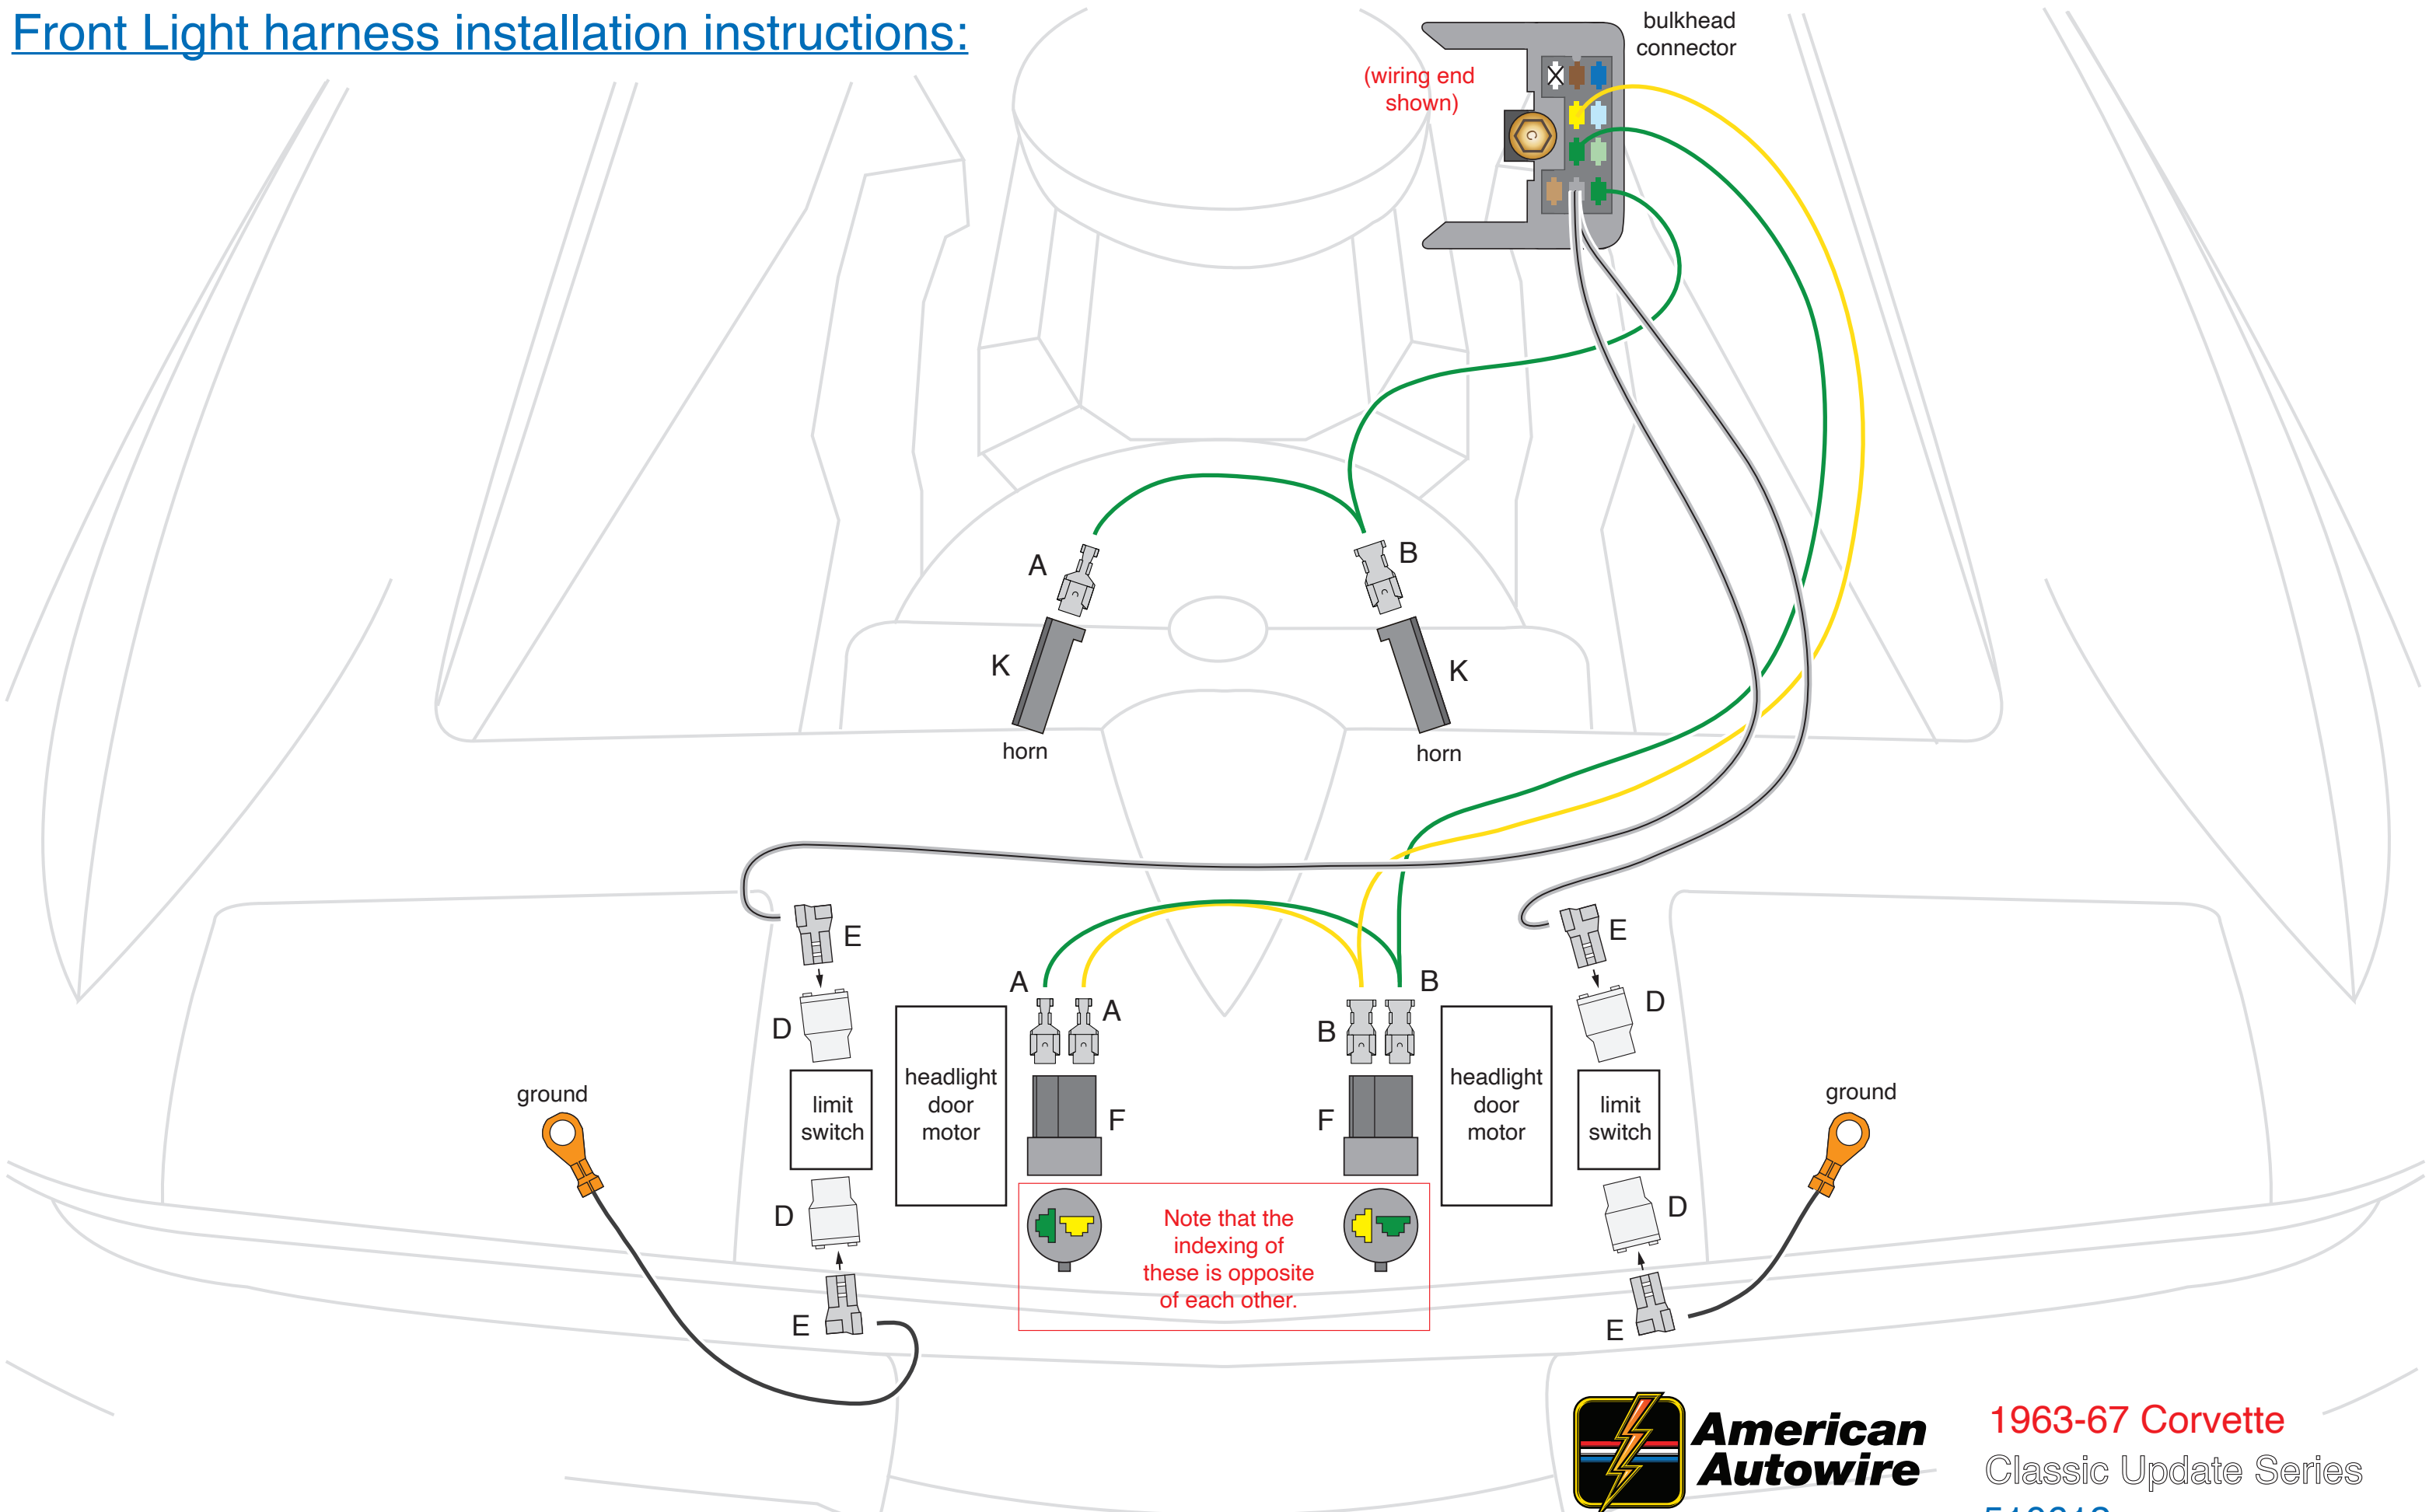 Front Light harness installation instructions:
bulkhead
connector
(wiring end
shown)
A
B
K
K
horn
horn
E
E
A
A
B
B
D
D
headlight
door
motor
headlight
door
motor
limit
switch
limit
switch
F
F
ground
ground
D
D
Note that the
indexing of
these is opposite
of each other.
E
E
American
Autowire
1963-67 Corvette
Classic Update Series